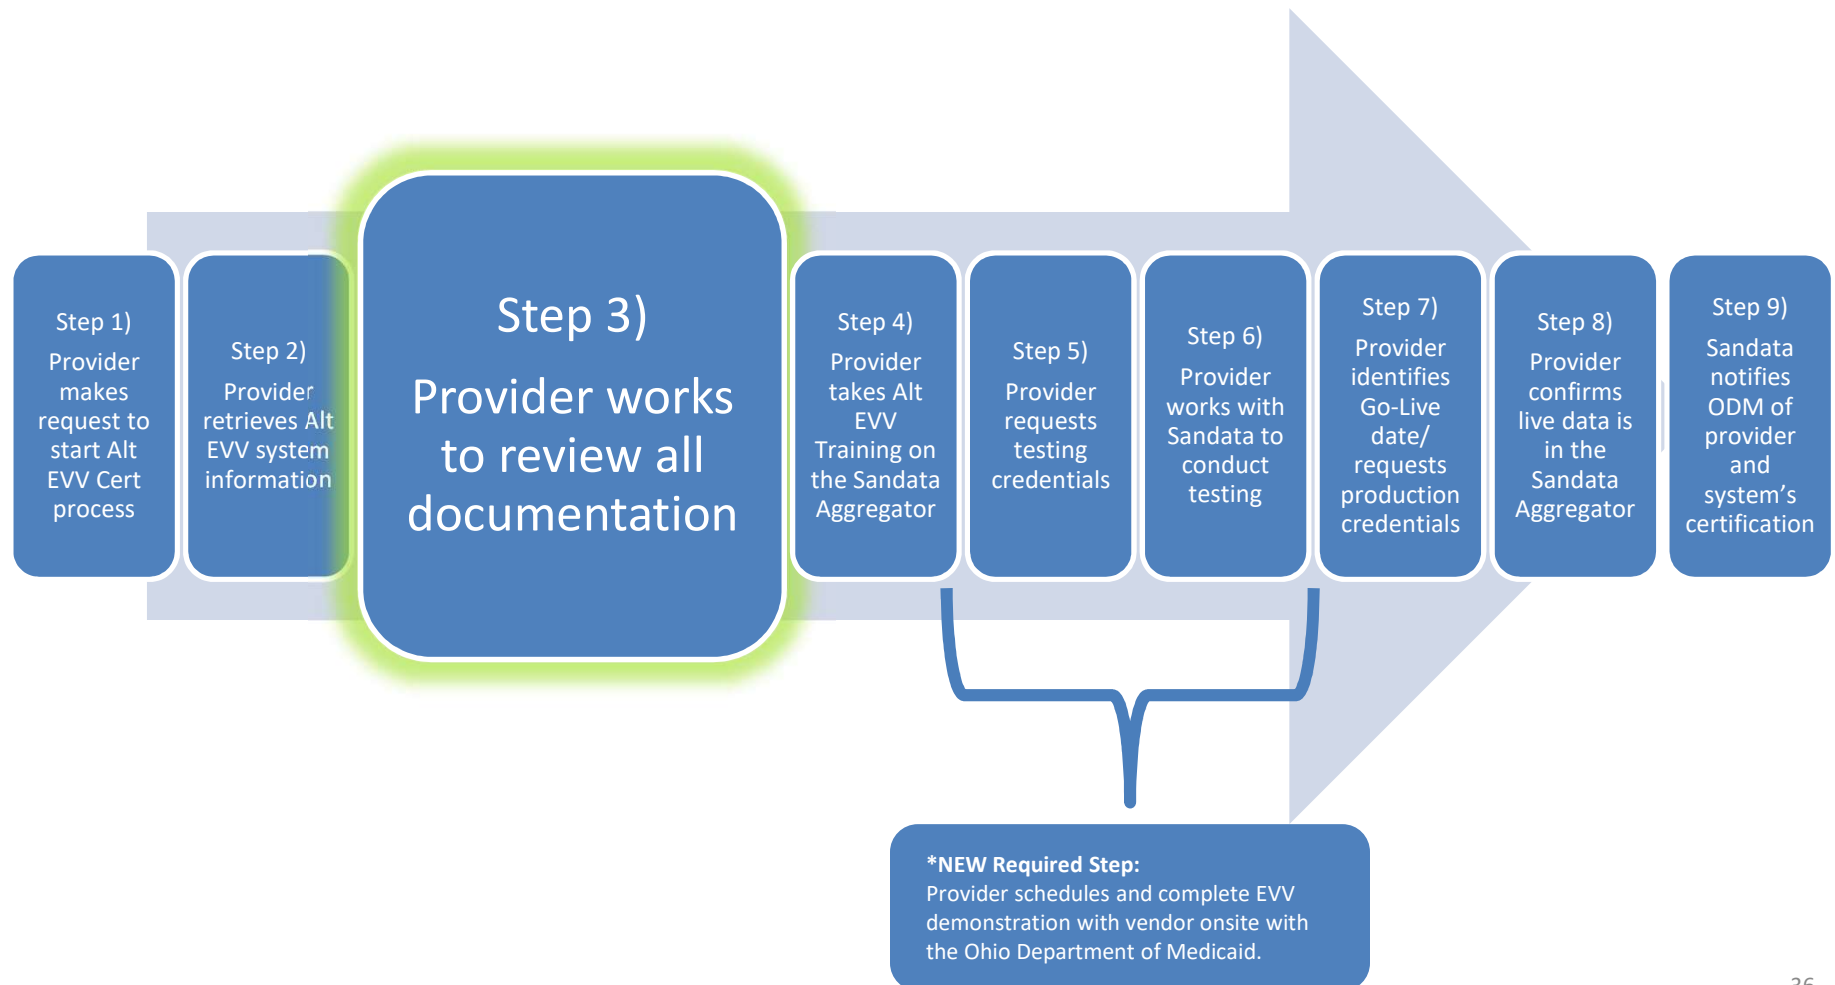 Step 1)
Provider
makes
request to
start Alt
EVV Cert
process
Step 2)
Provider
retrieves Alt
EVV system
information
Step 3)
Provider works
to review all
documentation
Step 4)
Provider
takes Alt
EVV
Training on
the Sandata
Aggregator
Step 5)
Provider
requests
testing
credentials
Step 6)
Provider
works with
Sandata to
conduct
testing
Step 7)
Provider
identifies
Go-Live
date/
requests
production
credentials
Step 8)
Provider
confirms
live data is
in the
Sandata
Aggregator
Step 9)
Sandata
notifies
ODM of
provider
and
system’s
certification
*NEW Required Step:
Provider schedules and complete EVV
demonstration with vendor onsite with
the Ohio Department of Medicaid.